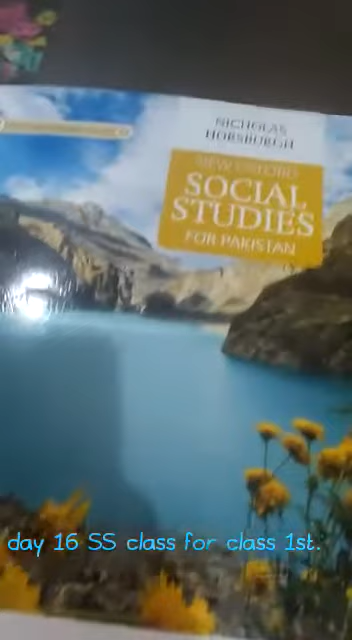 NICHOLAS
HORSBURGH
NEW OXFORD
SOCIAL
STUDIES
FOR PAKISTAN
day 16 SS class for class 1st.